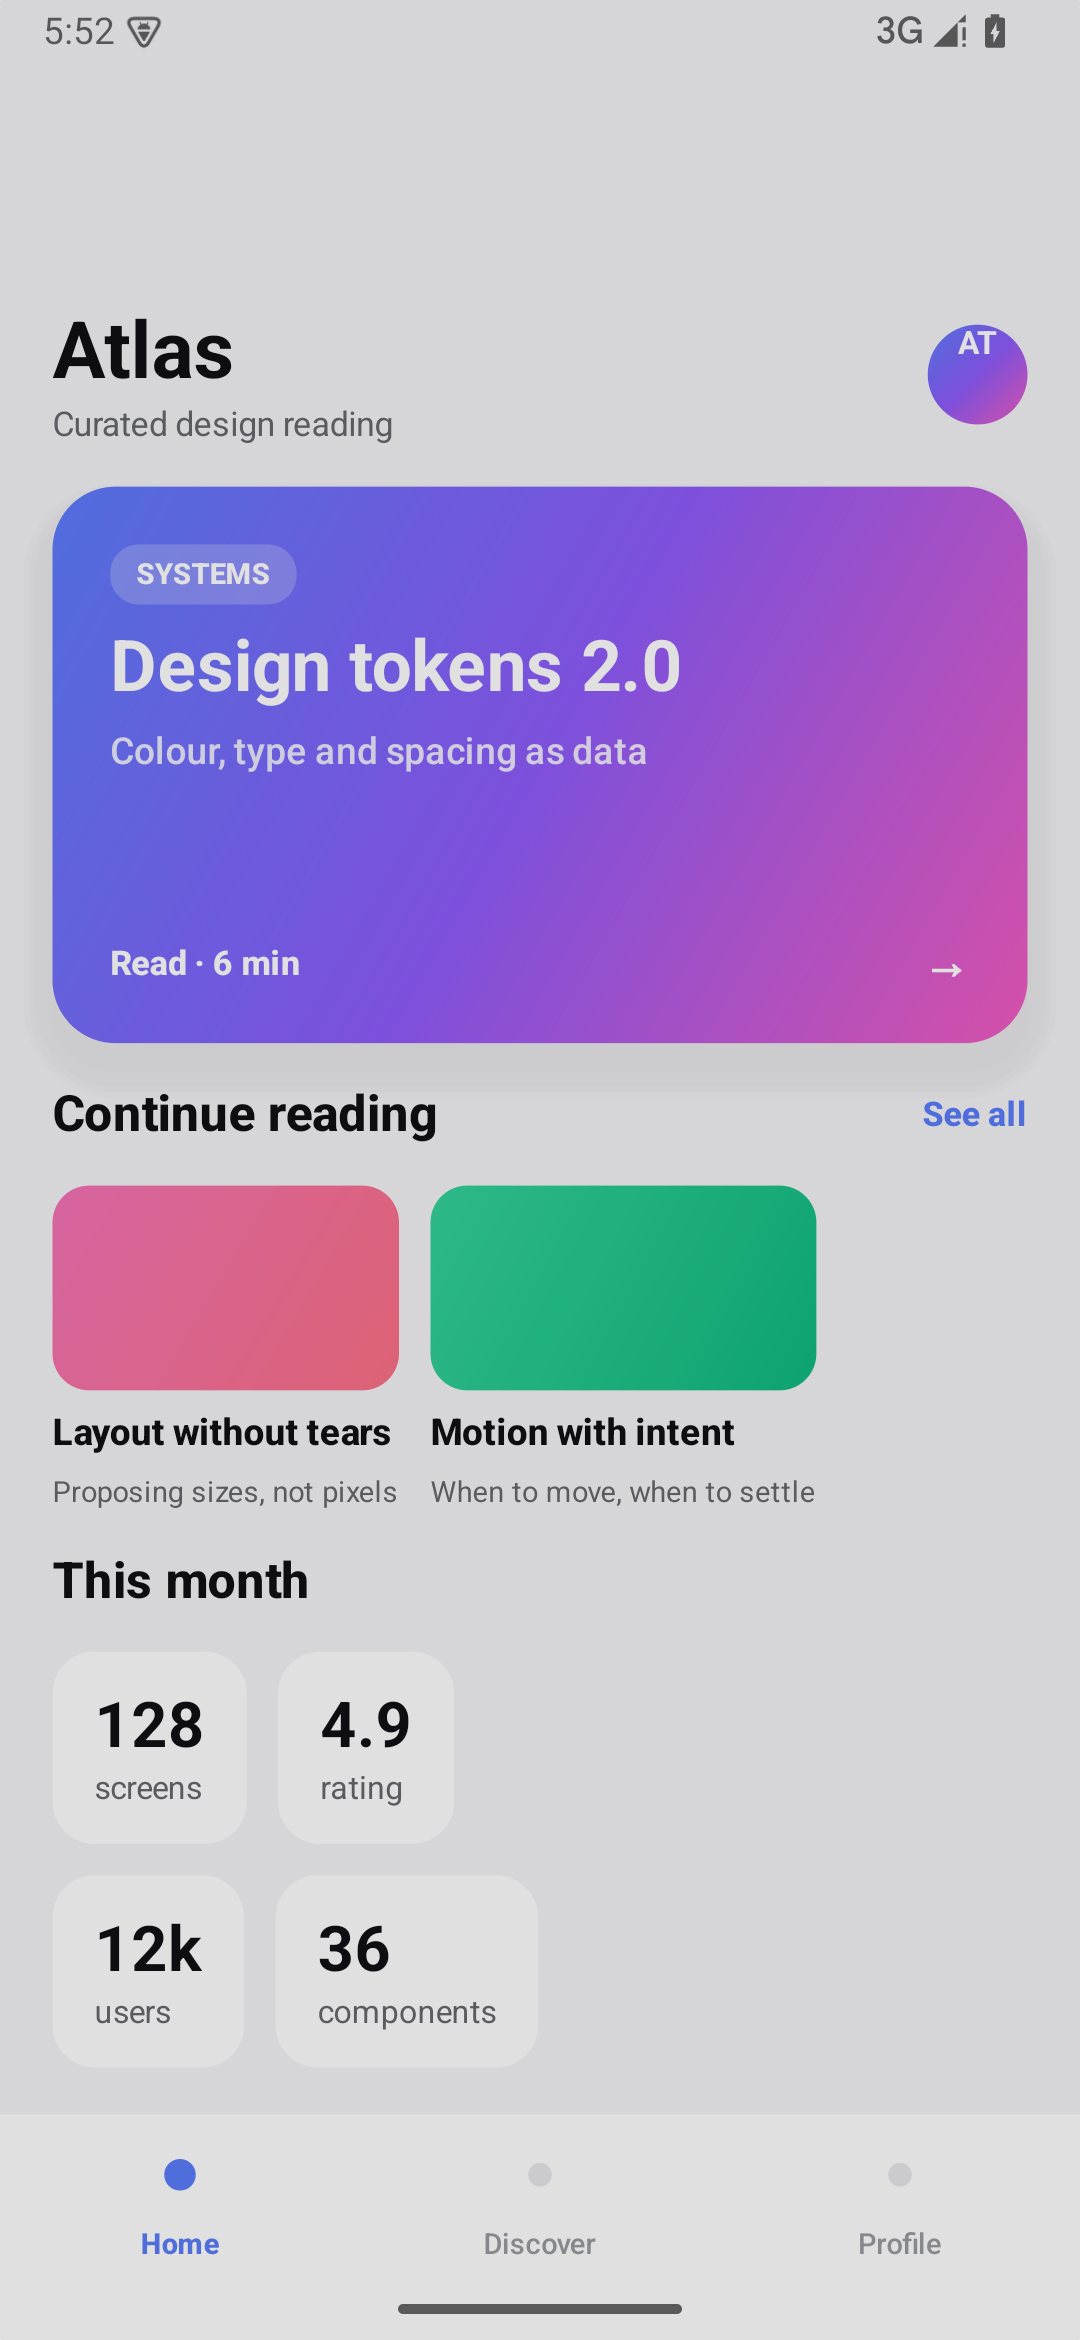 5:52
3G
Atlas
AT
Curated design reading
SYSTEMS
Design tokens 2.0
Colour, type and spacing as data
Read · 6 min
→
Continue reading
See all
Layout without tears
Motion with intent
Proposing sizes, not pixels
When to move, when to settle
This month
128
4.9
screens
rating
12k
36
users
components
Home
Discover
Profile